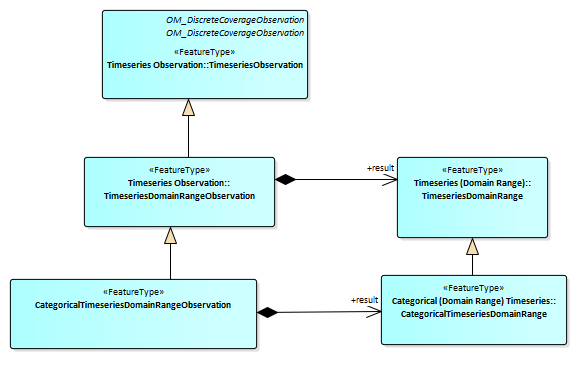 OM_DiscreteCoverageObservation
OM_DiscreteCoverageObservation
«FeatureType»
Timeseries Observation::TimeseriesObservation
«FeatureType»
Timeseries Observation::
TimeseriesDomainRangeObservation
+result
«FeatureType»
Timeseries (Domain Range)::
TimeseriesDomainRange
«FeatureType»
CategoricalTimeseriesDomainRangeObservation
+result
«FeatureType»
Categorical (Domain Range) Timeseries::
CategoricalTimeseriesDomainRange